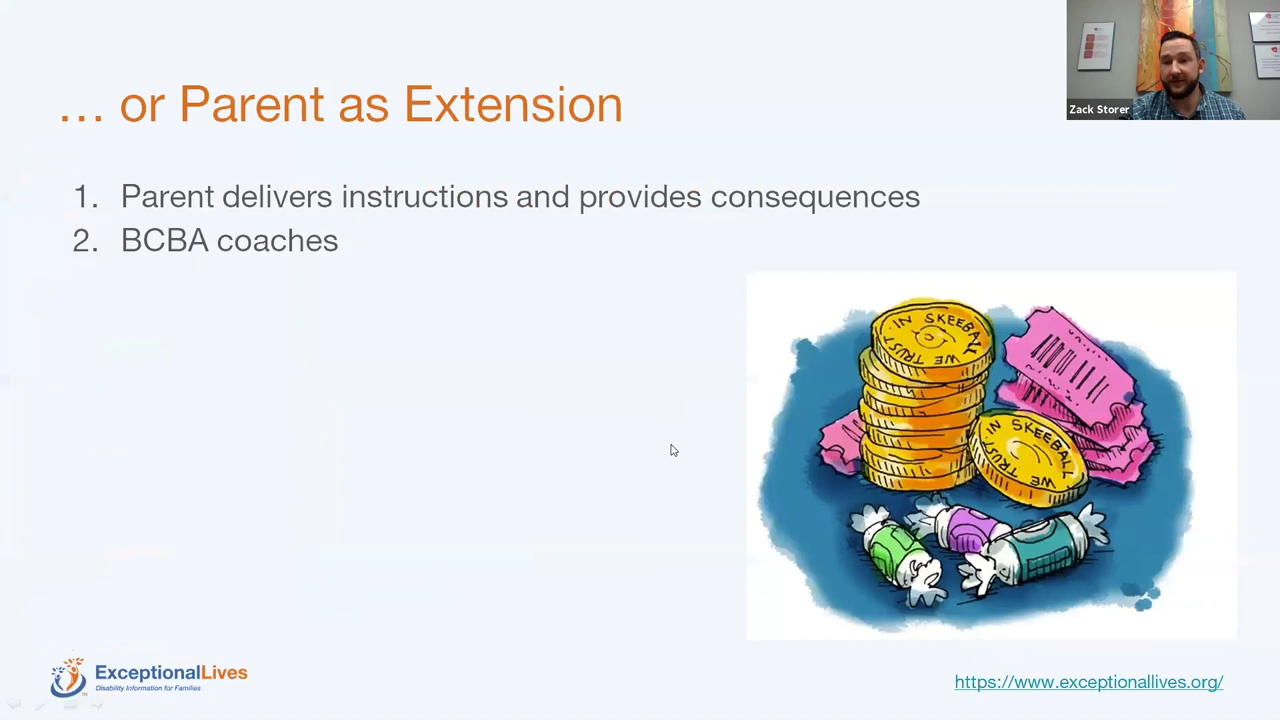 … or Parent as Extension
Zack Storer
1. Parent delivers instructions and provides consequences
2. BCBA coaches
IN SKEEBALL WE TRUST
IN SKEEBALL WE TRUST
ExceptionalLives
Disability Information for Families
https://www.exceptionallives.org/